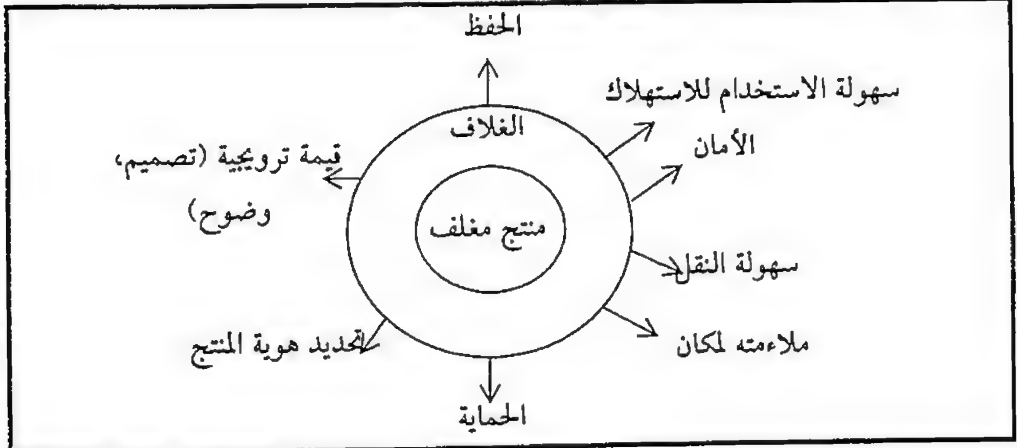 الحفظ
سهولة الاستخدام للاستهلاك
الغلاف
الأمان
قيمة ترويجية (تصميم،
وضوح)
منتج مغلف
سهولة النقل
ملاءمته لمكان
تحديد هوية المنتج
الحماية